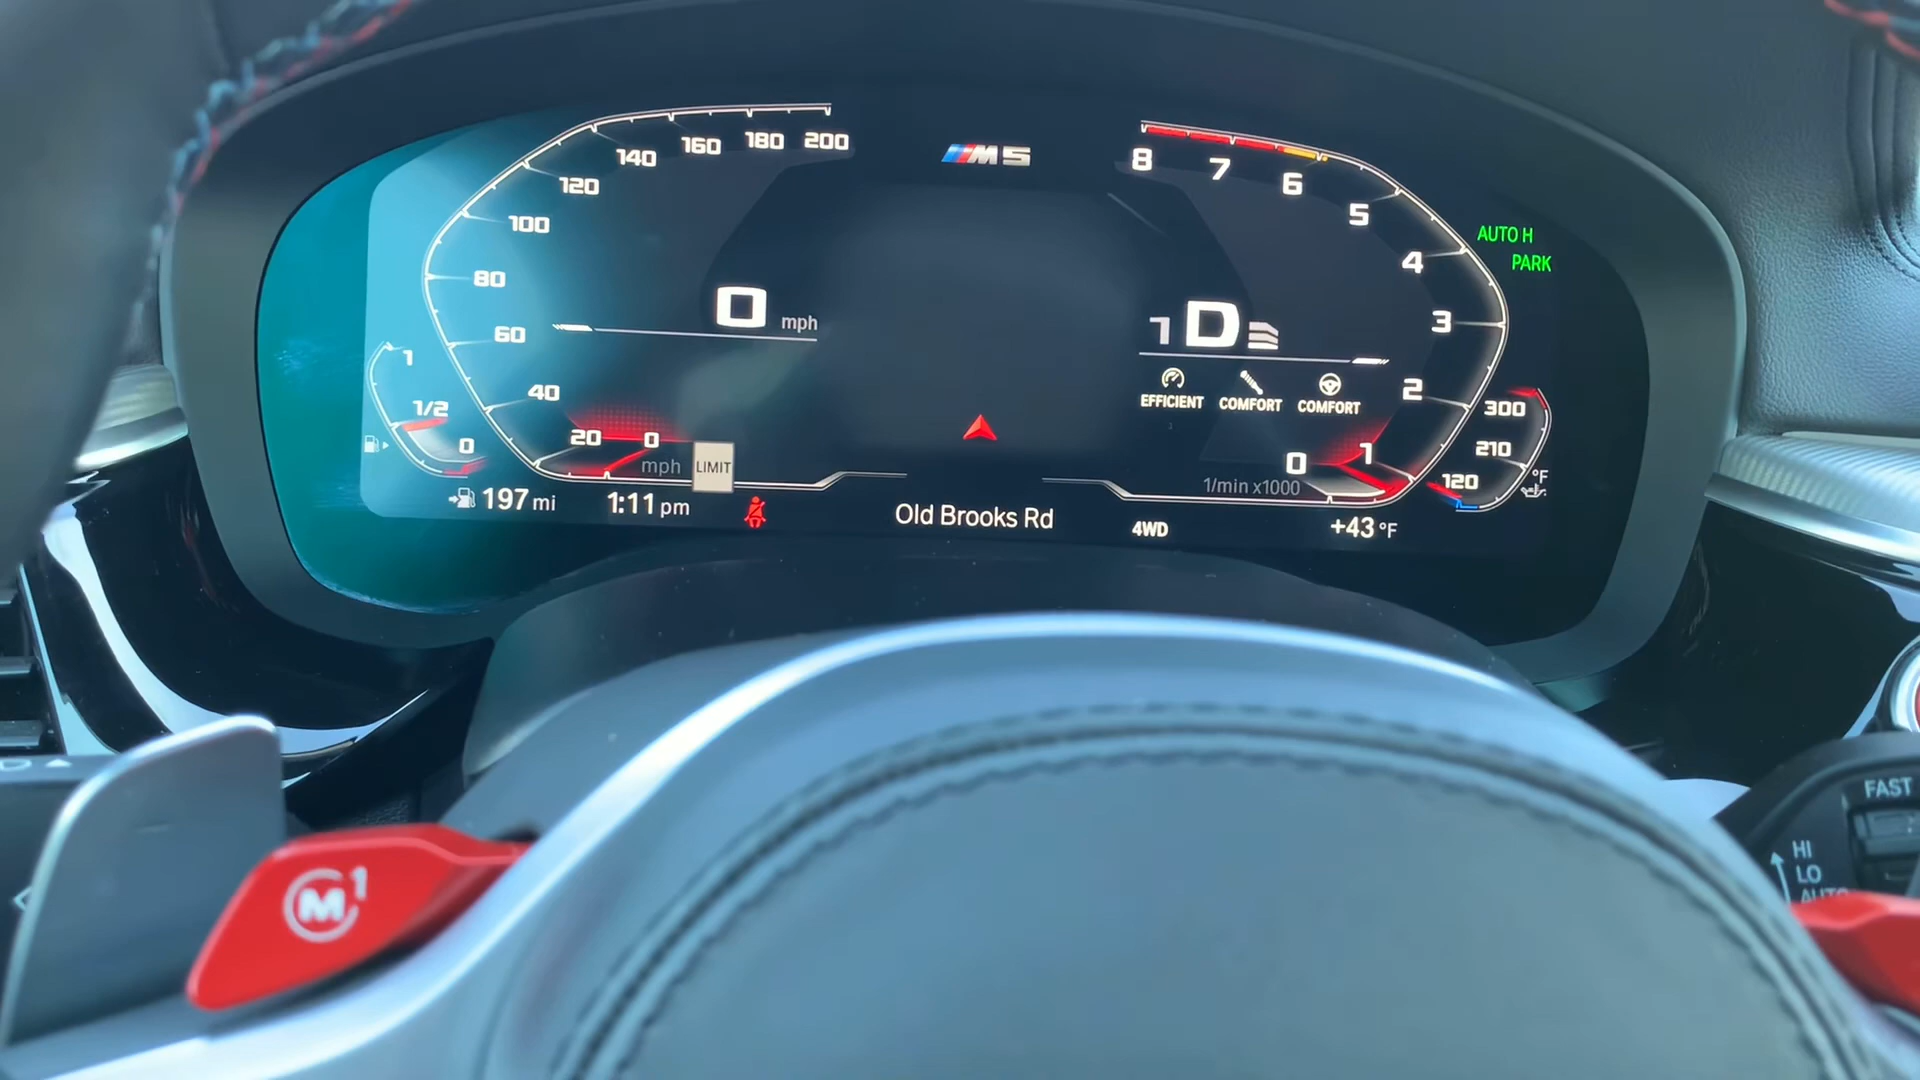 M5
200
180
160
140
120
100
80
60
40
20
0
mph
0 mph
LIMIT
8
7
6
5
4
3
2
1
0
1/min x1000
1 D
EFFICIENT
COMFORT
COMFORT
AUTO H
PARK
1
1/2
0
300
210
120
°F
197 mi
1:11 pm
Old Brooks Rd
4WD
+43 °F
M1
FAST
HI
LO
AUTO